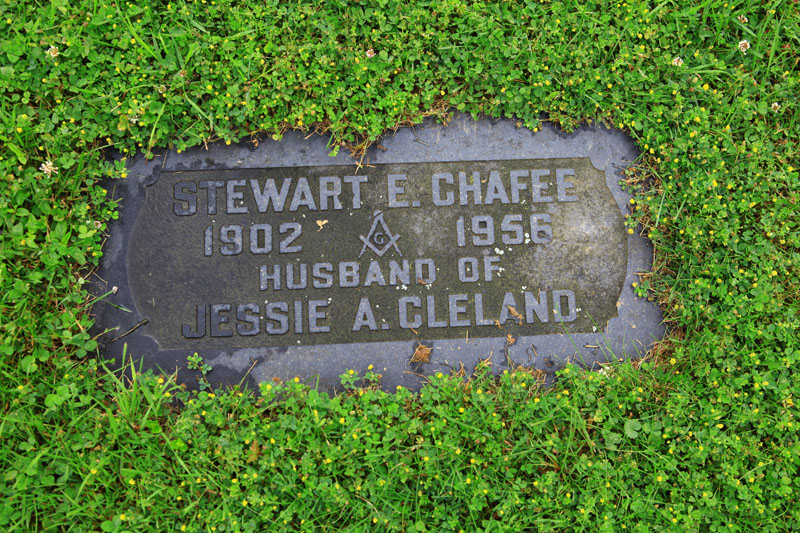 STEWART E. CHAFEE
1902 G 1956
HUSBAND OF
JESSIE A. CLELAND